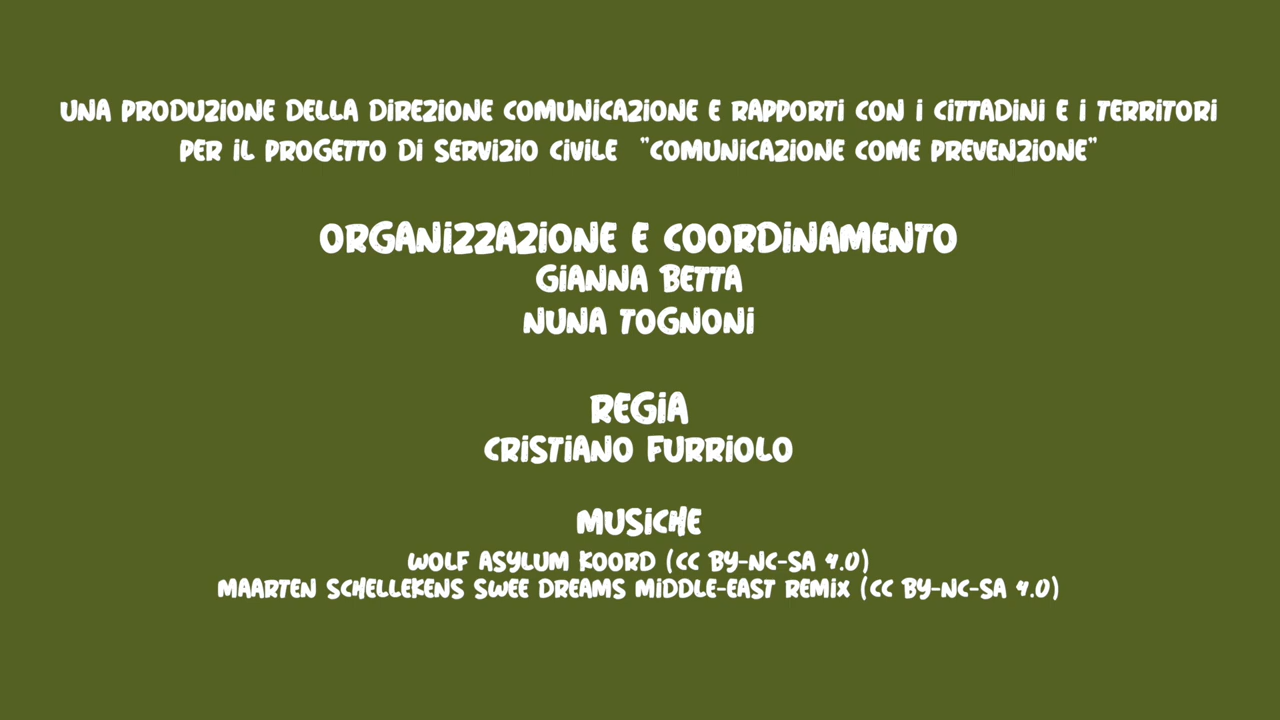 UNA PRODUZIONE DELLA DIREZIONE COMUNICAZIONE E RAPPORTI CON I CITTADINI E I TERRITORI
PER IL PROGETTO DI SERVIZIO CIVILE "COMUNICAZIONE COME PREVENZIONE"
ORGANIZZAZIONE E COORDINAMENTO
GIANNA BETTA
NUNA TOGNONI
REGIA
CRISTIANO FURRIOLO
MUSICHE
WOLF ASYLUM KOORD (CC BY-NC-SA 4.0)
MAARTEN SCHELLEKENS SWEE DREAMS MIDDLE-EAST REMIX (CC BY-NC-SA 4.0)